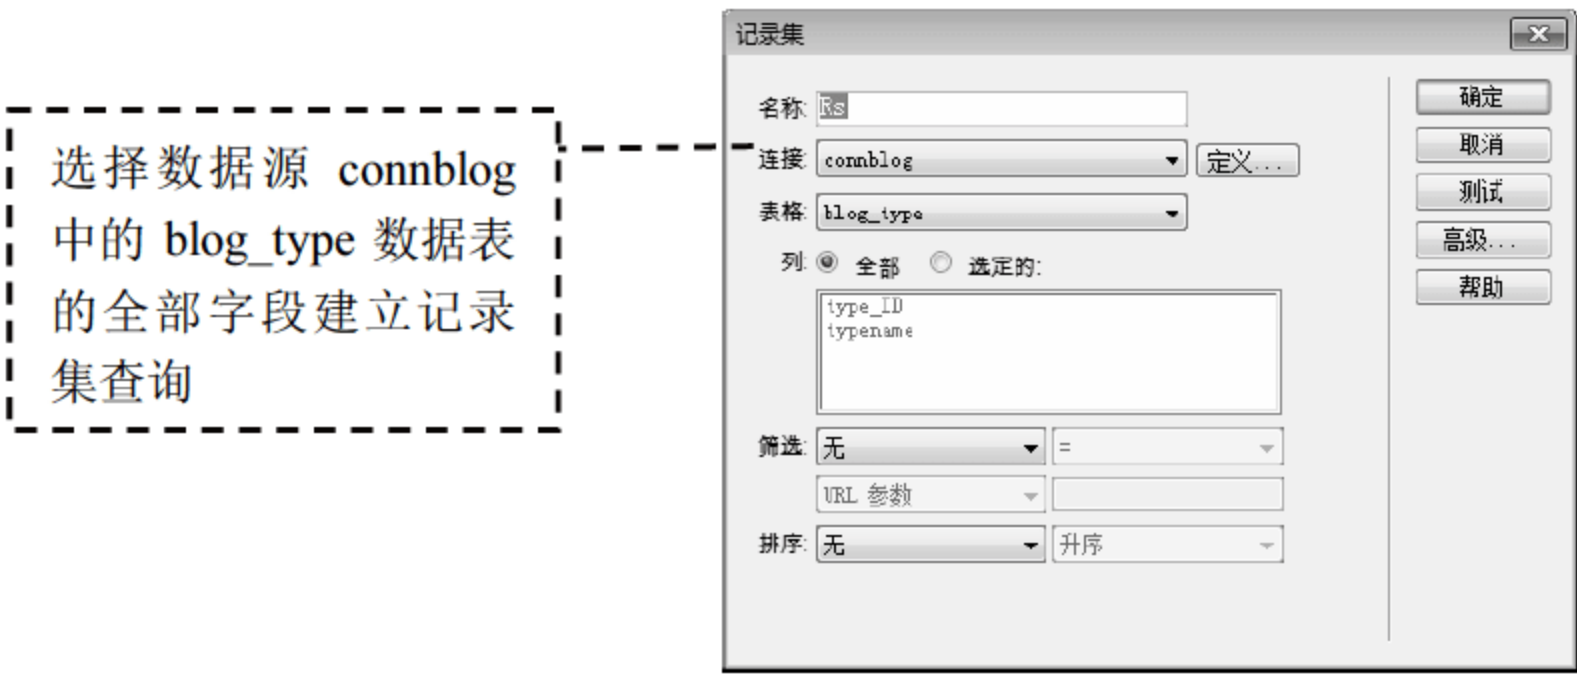 选择数据源 connblog
中的 blog_type 数据表
的全部字段建立记录
集查询
记录集
名称: Rs
连接: connblog 定义...
表格: blog_type
列: 全部 选定的:
type_ID
typename
筛选: 无 =
URL 参数
排序: 无 升序
确定
取消
测试
高级...
帮助